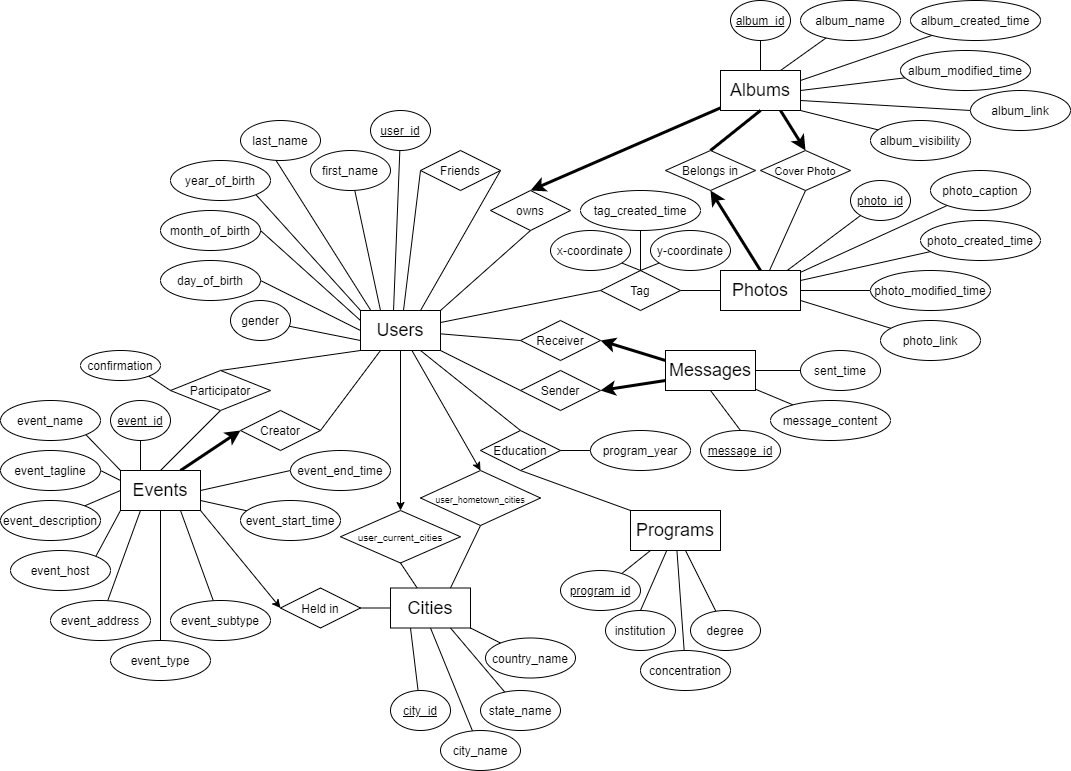 album_id
album_name
album_created_time
album_modified_time
Albums
album_link
album_visibility
user_id
last_name
first_name
Friends
Belongs in
Cover Photo
year_of_birth
photo_caption
photo_id
owns
tag_created_time
month_of_birth
photo_created_time
x-coordinate
y-coordinate
day_of_birth
Tag
Photos
photo_modified_time
gender
Users
Receiver
photo_link
confirmation
Participator
Sender
Messages
sent_time
event_name
event_id
Creator
message_content
Education
program_year
message_id
event_tagline
event_end_time
Events
user_hometown_cities
event_description
event_start_time
Programs
user_current_cities
event_host
program_id
Held in
Cities
event_address
event_subtype
institution
degree
event_type
country_name
concentration
city_id
state_name
city_name